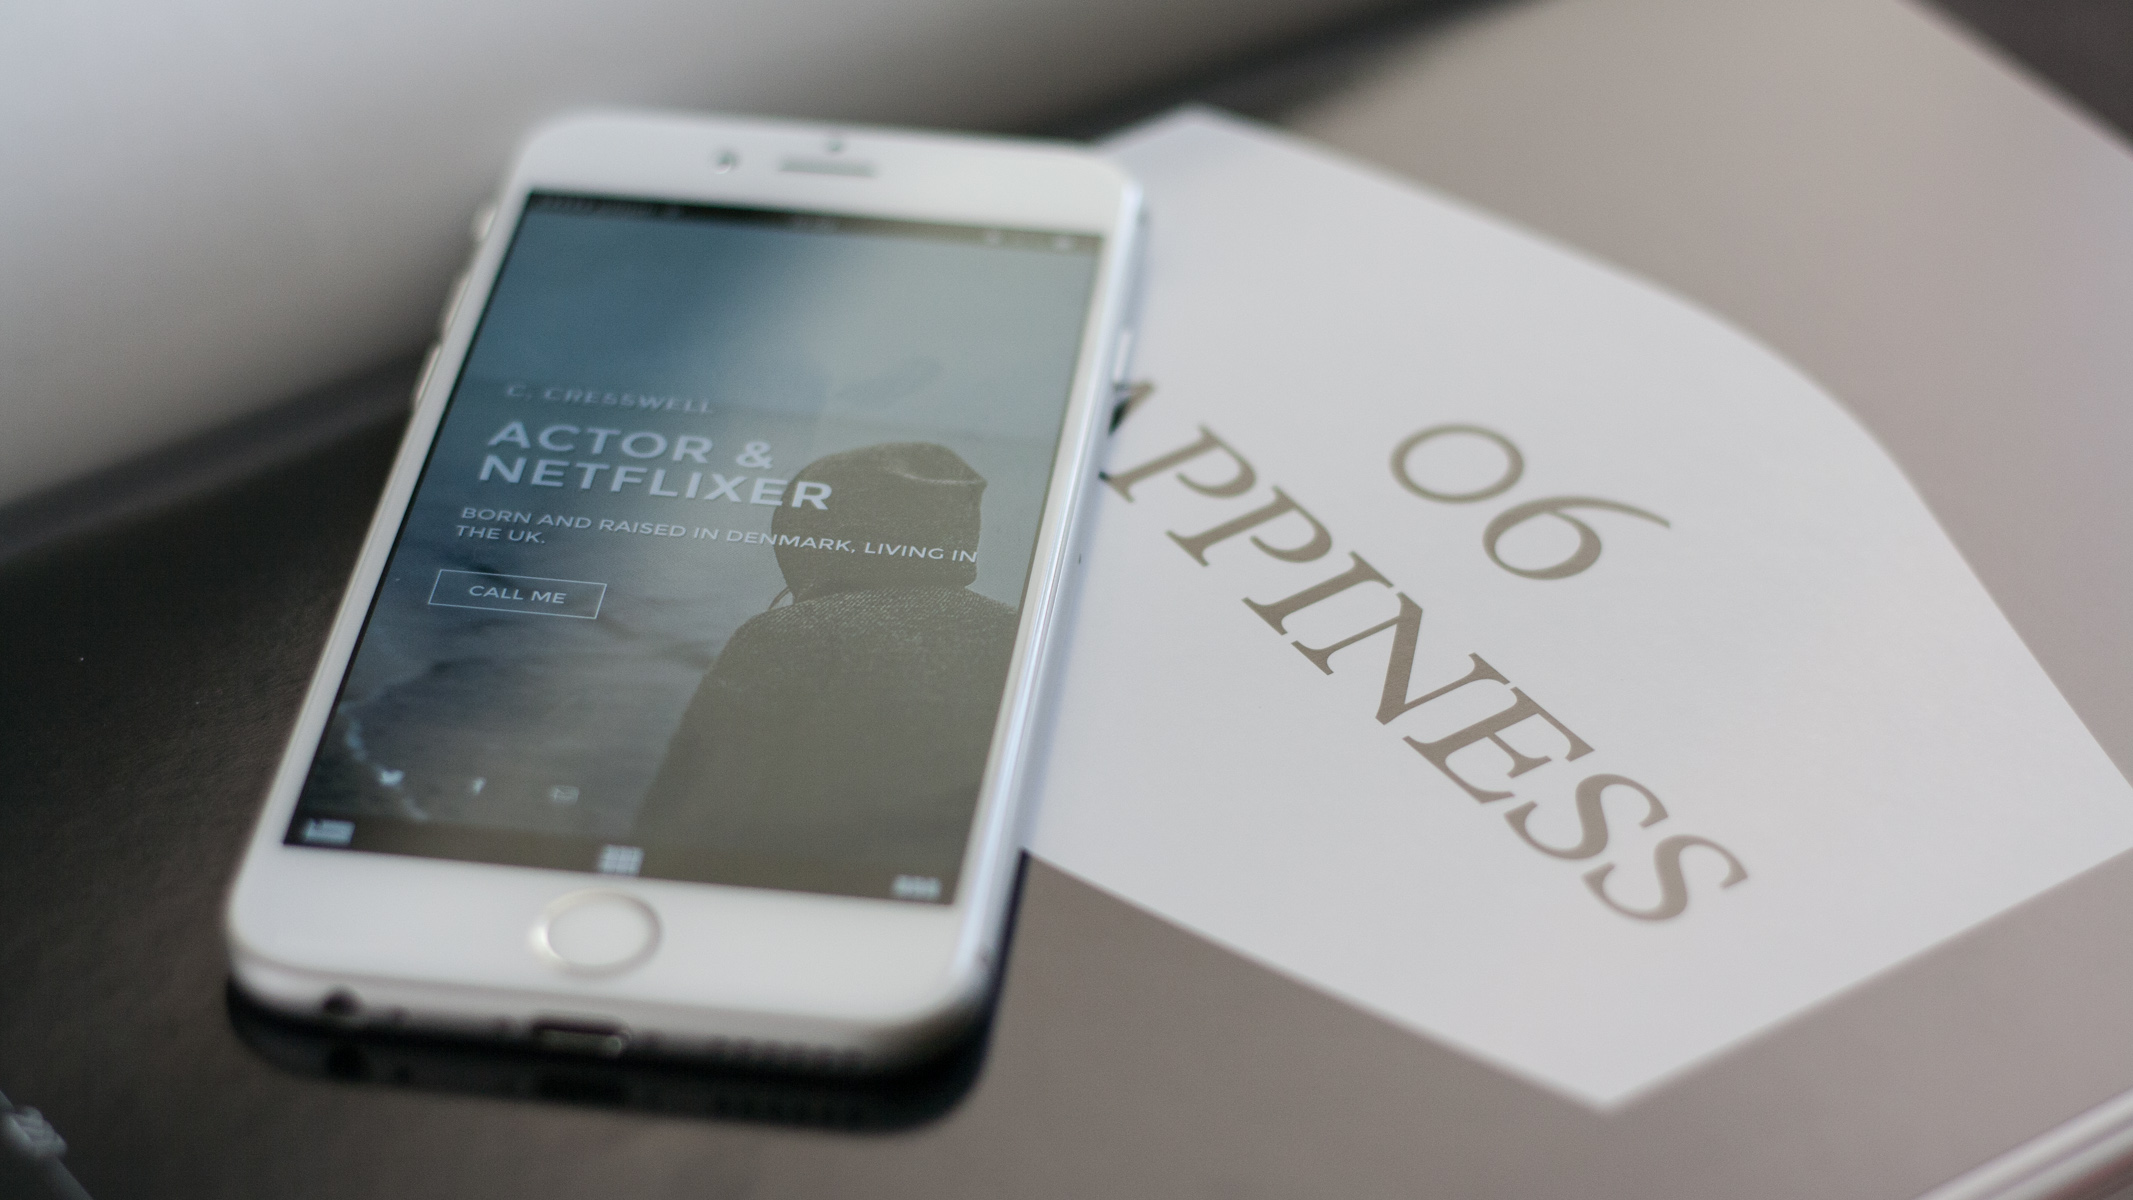 C. CRESSWELL
ACTOR &
NETFLIXER
BORN AND RAISED IN DENMARK, LIVING IN
THE UK.
CALL ME
06
APPINESS